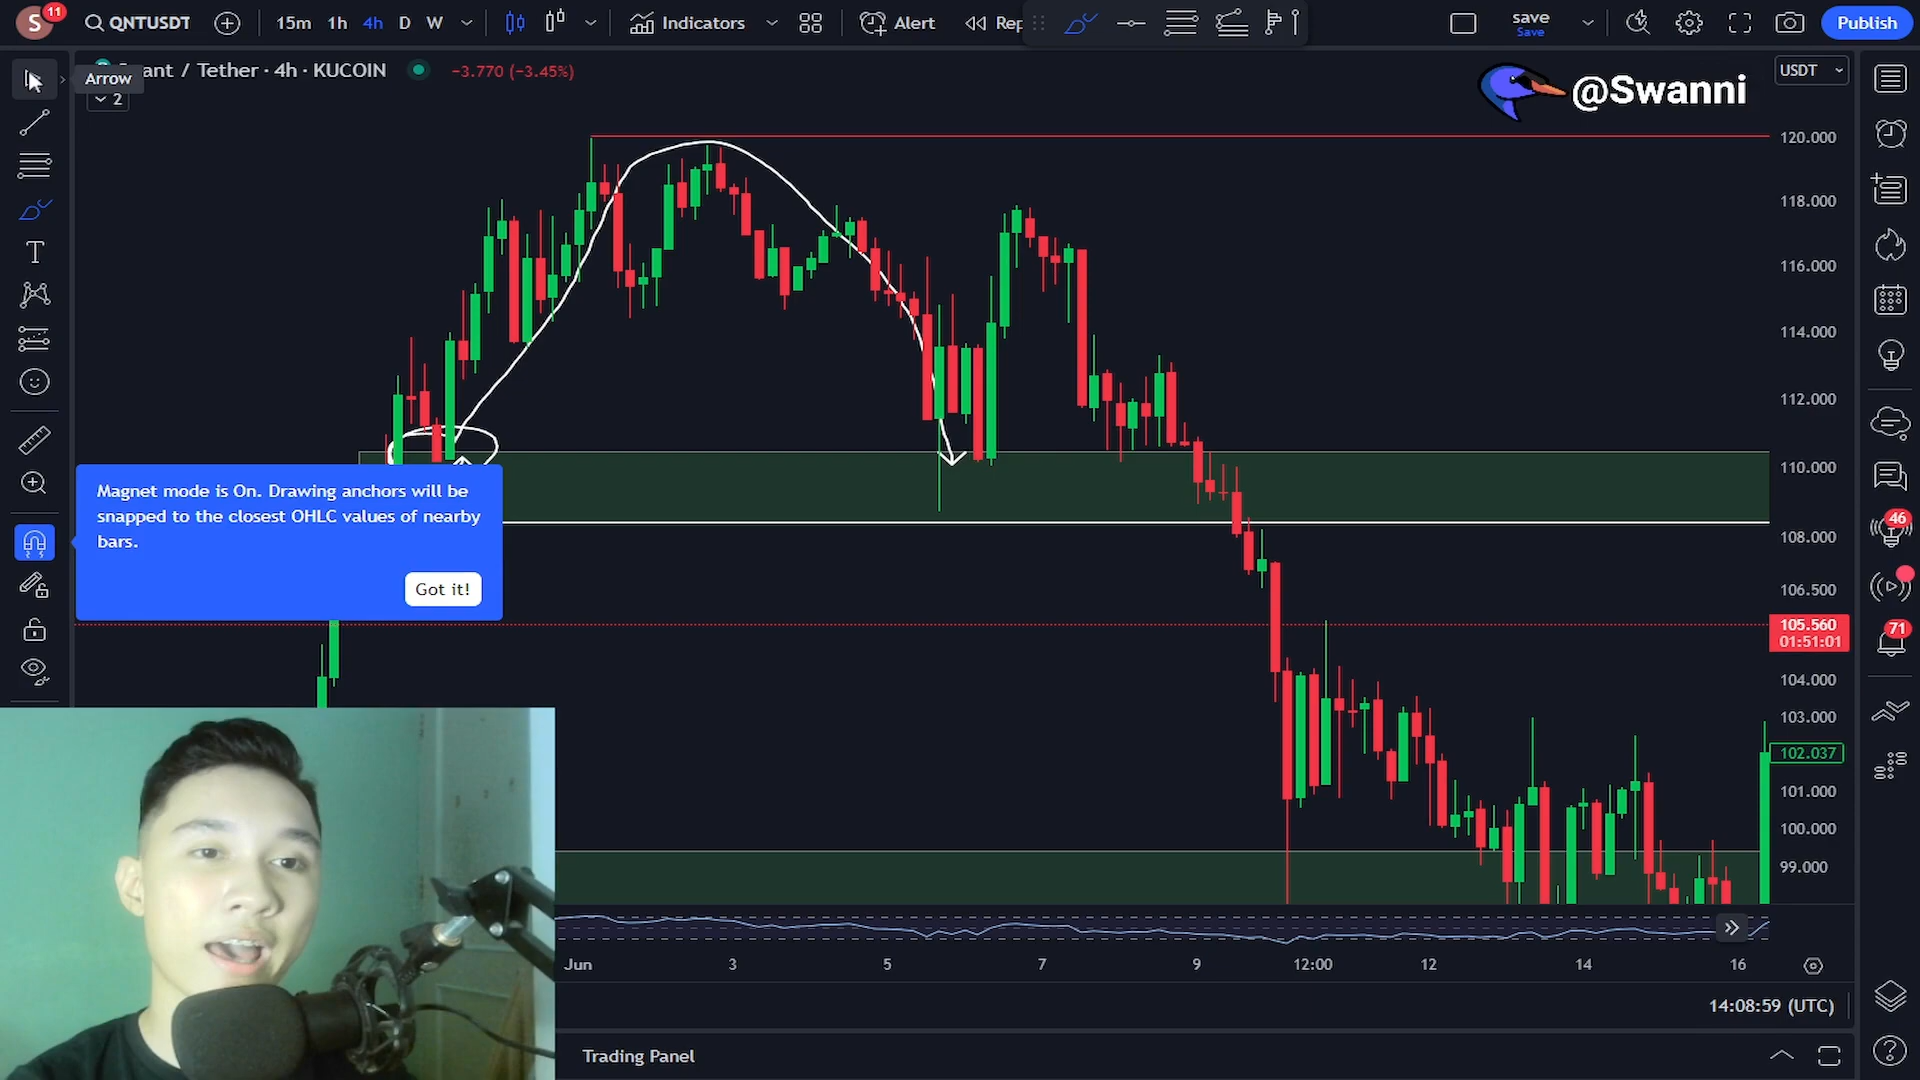 S
11
QNTUSDT
15m
1h
4h
D
W
Indicators
Alert
Rep
save
Save
Publish
Arrow
ant / Tether · 4h · KUCOIN
−3.770 (−3.45%)
2
@Swanni
USDT
120.000
118.000
116.000
114.000
112.000
110.000
108.000
106.500
105.560
01:51:01
104.000
103.000
102.037
101.000
100.000
99.000
Magnet mode is On. Drawing anchors will be
snapped to the closest OHLC values of nearby
bars.
Got it!
46
71
Jun
3
5
7
9
12:00
12
14
16
14:08:59 (UTC)
Trading Panel